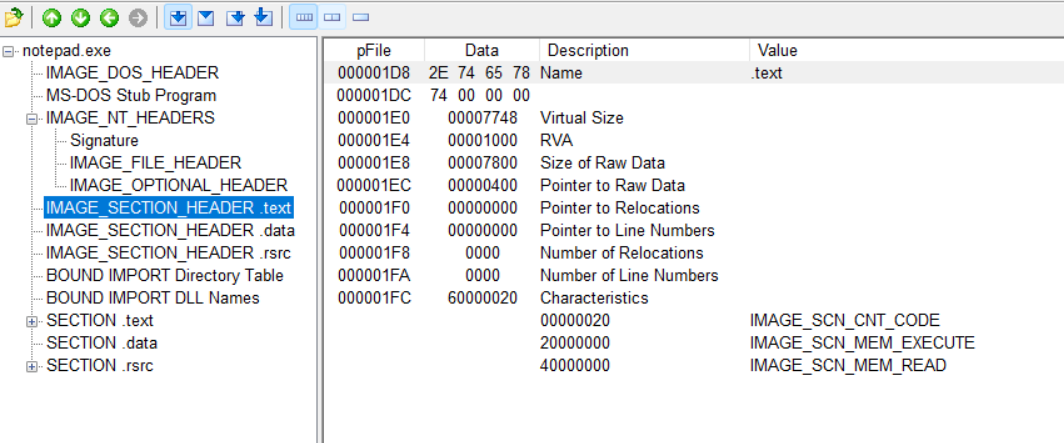 notepad.exe
IMAGE_DOS_HEADER
MS-DOS Stub Program
IMAGE_NT_HEADERS
Signature
IMAGE_FILE_HEADER
IMAGE_OPTIONAL_HEADER
IMAGE_SECTION_HEADER .text
IMAGE_SECTION_HEADER .data
IMAGE_SECTION_HEADER .rsrc
BOUND IMPORT Directory Table
BOUND IMPORT DLL Names
SECTION .text
SECTION .data
SECTION .rsrc
pFile Data Description Value
000001D8 2E 74 65 78 Name .text
000001DC 74 00 00 00
000001E0 00007748 Virtual Size
000001E4 00001000 RVA
000001E8 00007800 Size of Raw Data
000001EC 00000400 Pointer to Raw Data
000001F0 00000000 Pointer to Relocations
000001F4 00000000 Pointer to Line Numbers
000001F8 0000 Number of Relocations
000001FA 0000 Number of Line Numbers
000001FC 60000020 Characteristics
00000020 IMAGE_SCN_CNT_CODE
20000000 IMAGE_SCN_MEM_EXECUTE
40000000 IMAGE_SCN_MEM_READ